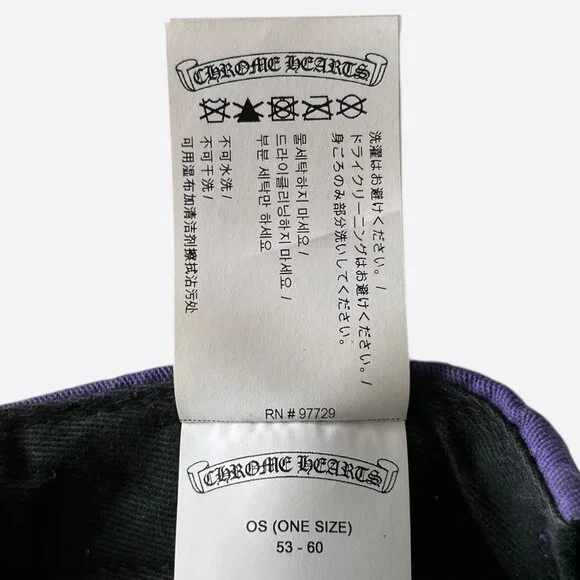 CHROME HEARTS
洗濯はお避けください。/
ドライクリーニングはお避けください。/
身ごろのみ部分洗いしてください。
물세탁하지 마세요 /
드라이클리닝하지 마세요 /
부분 세탁만 하세요
不可水洗 /
不可干洗 /
可用湿布加清洁剂擦拭沾污处
RN # 97729
CHROME HEARTS
OS (ONE SIZE)
53 - 60